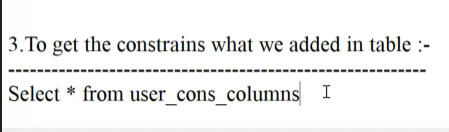 3.To get the constrains what we added in table :-
-----------------------------------------------------------
Select * from user_cons_columns